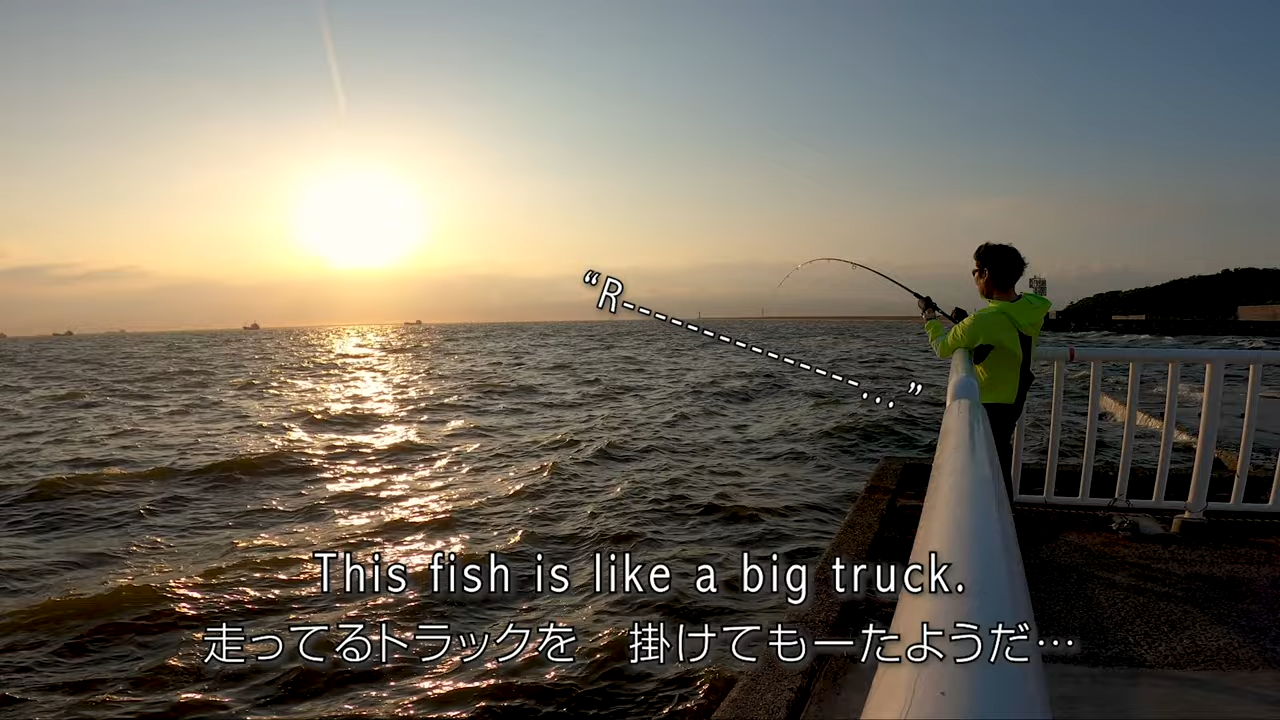 “R--------------...”
This fish is like a big truck.
走ってるトラックを　掛けてもーたようだ…